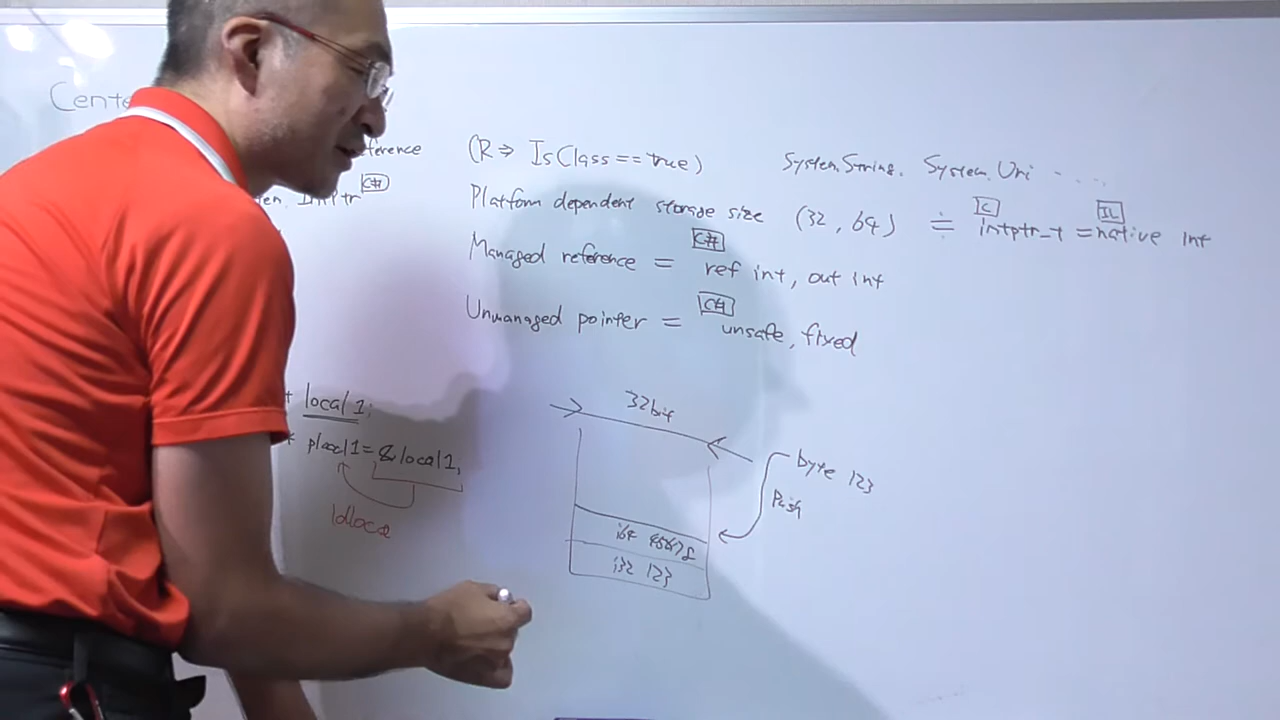 Cente
ference (R ⇒ IsClass == true) System.String, System.Uri ....
IntPtr C# Platform dependent storage size (32, 64) ≒ C intptr_t = IL native int
Managed reference = C# ref int, out int
Unmanaged pointer = C# unsafe, fixed
local1;
32bit
* plocal1 = &local1,
byte 123
Push
ldloca
i64 45678
i32 123